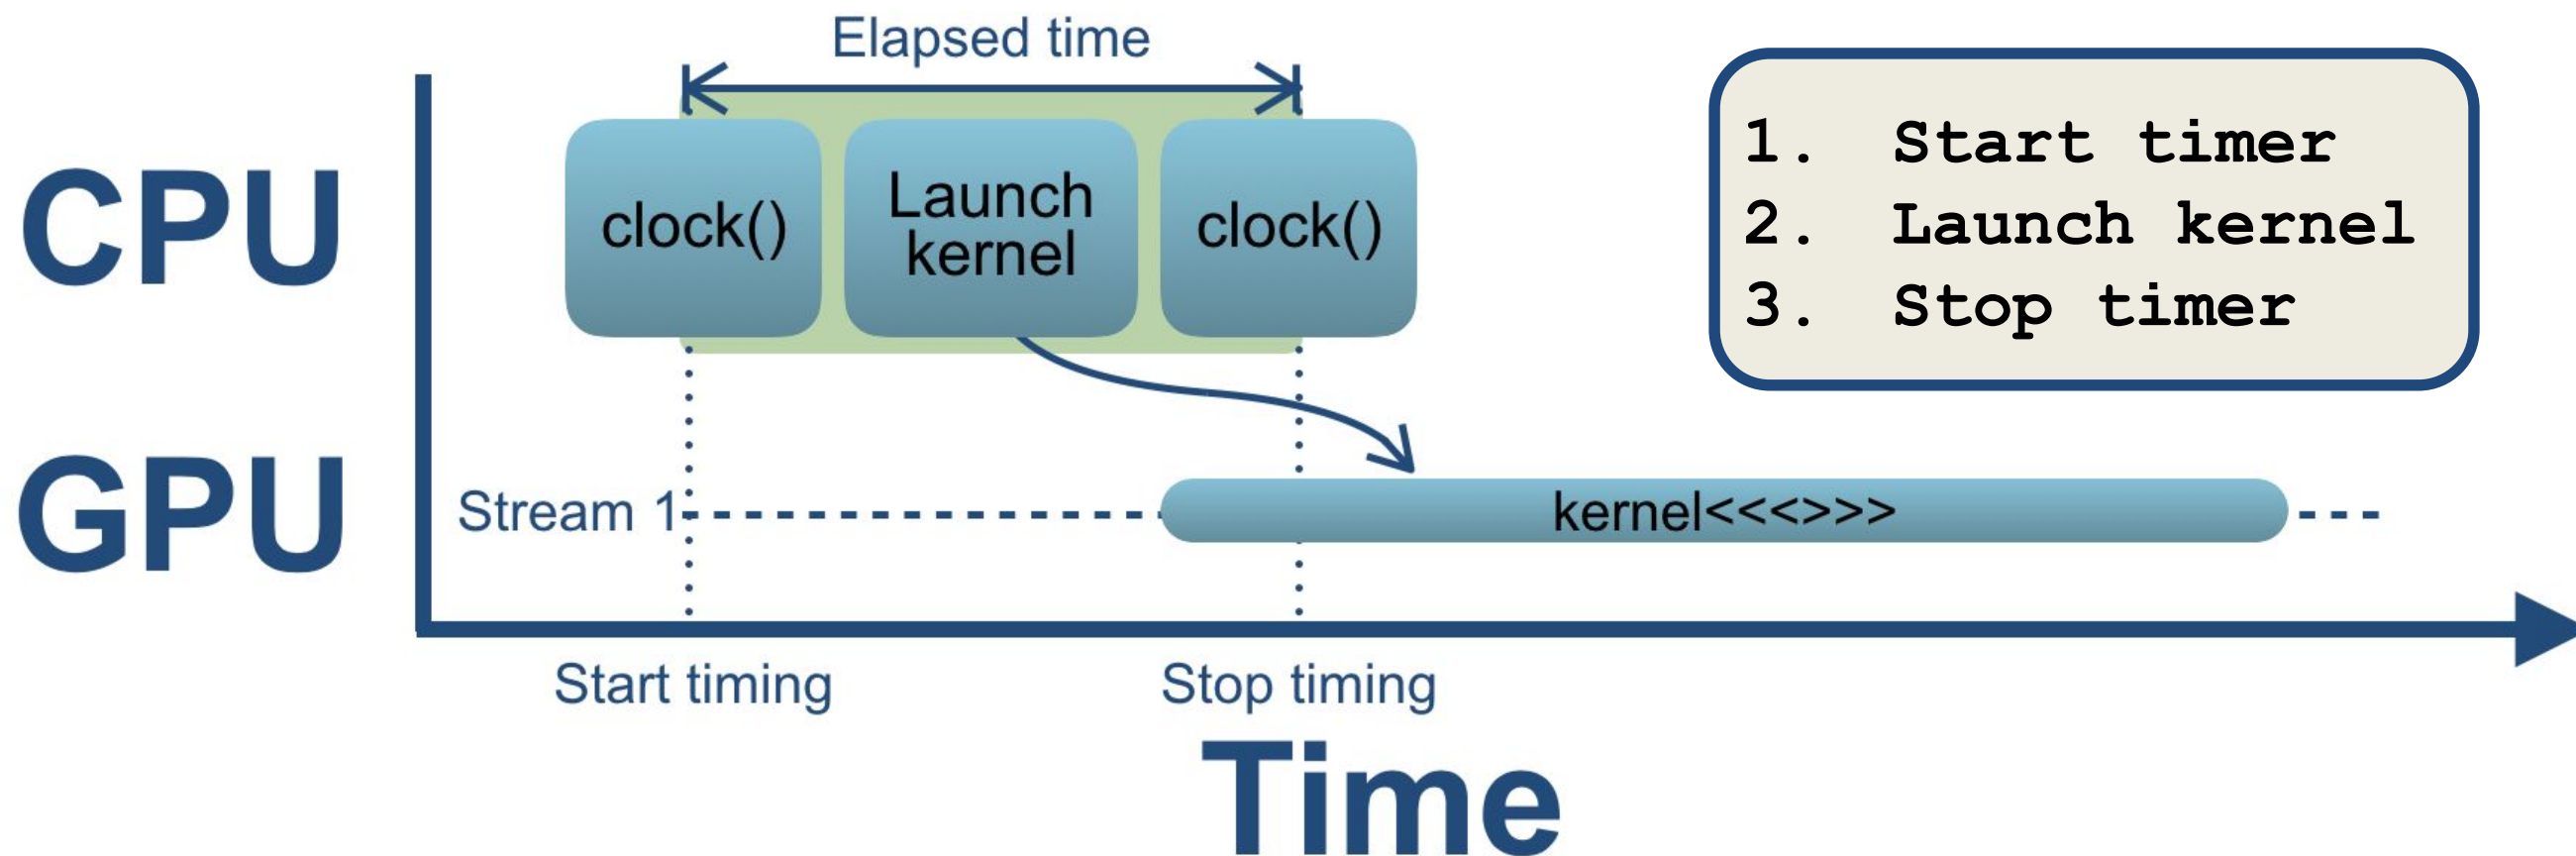 Elapsed time
CPU
clock()
Launch
kernel
clock()
1. Start timer
2. Launch kernel
3. Stop timer
GPU
Stream 1
kernel<<<>>>
Start timing
Stop timing
Time